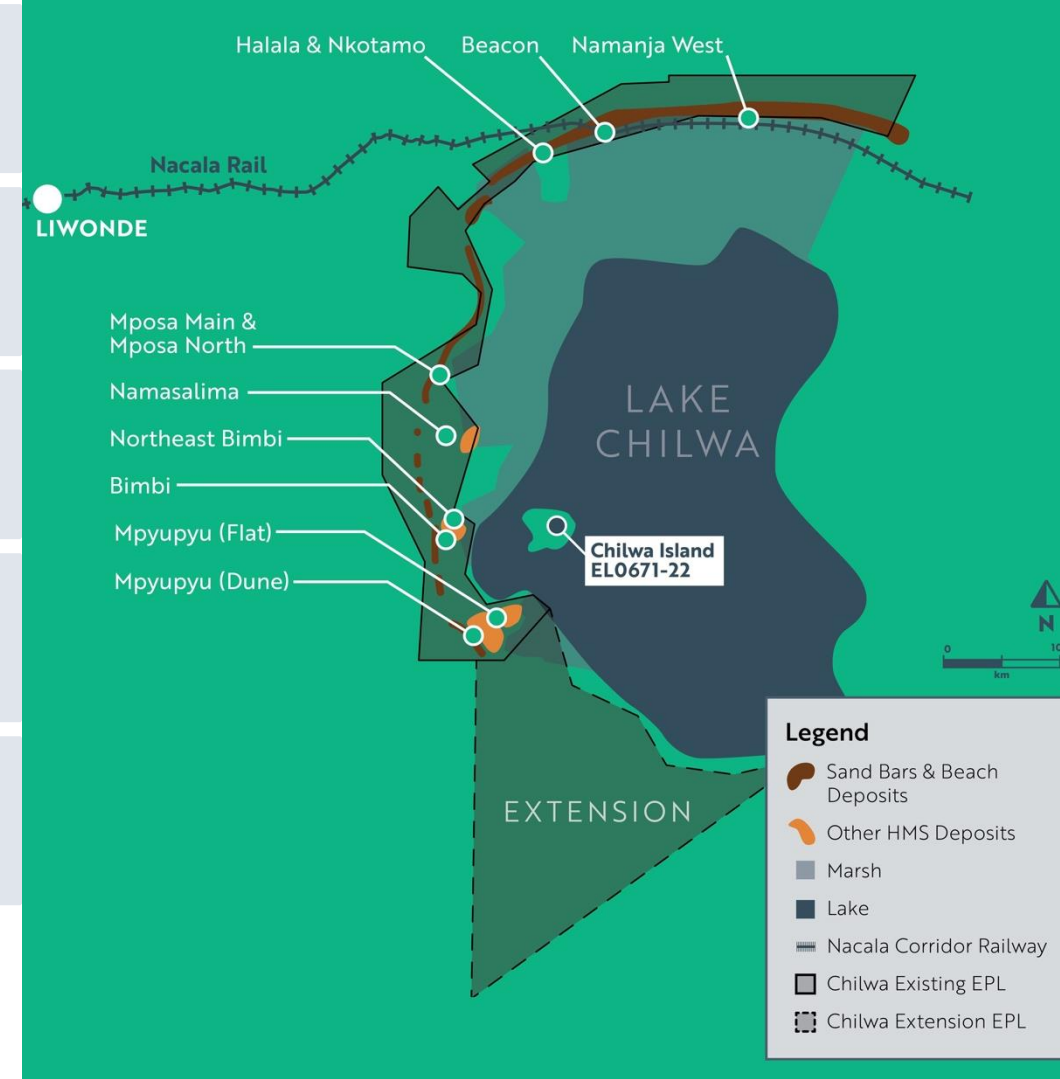 Halala & Nkotamo
Beacon
Namanja West
Nacala Rail
LIWONDE
Mposa Main &
Mposa North
Namasalima
Northeast Bimbi
Bimbi
Mpyupyu (Flat)
Mpyupyu (Dune)
LAKE
CHILWA
Chilwa Island
EL0671-22
N
0 10
km
EXTENSION
Legend
Sand Bars & Beach
Deposits
Other HMS Deposits
Marsh
Lake
Nacala Corridor Railway
Chilwa Existing EPL
Chilwa Extension EPL